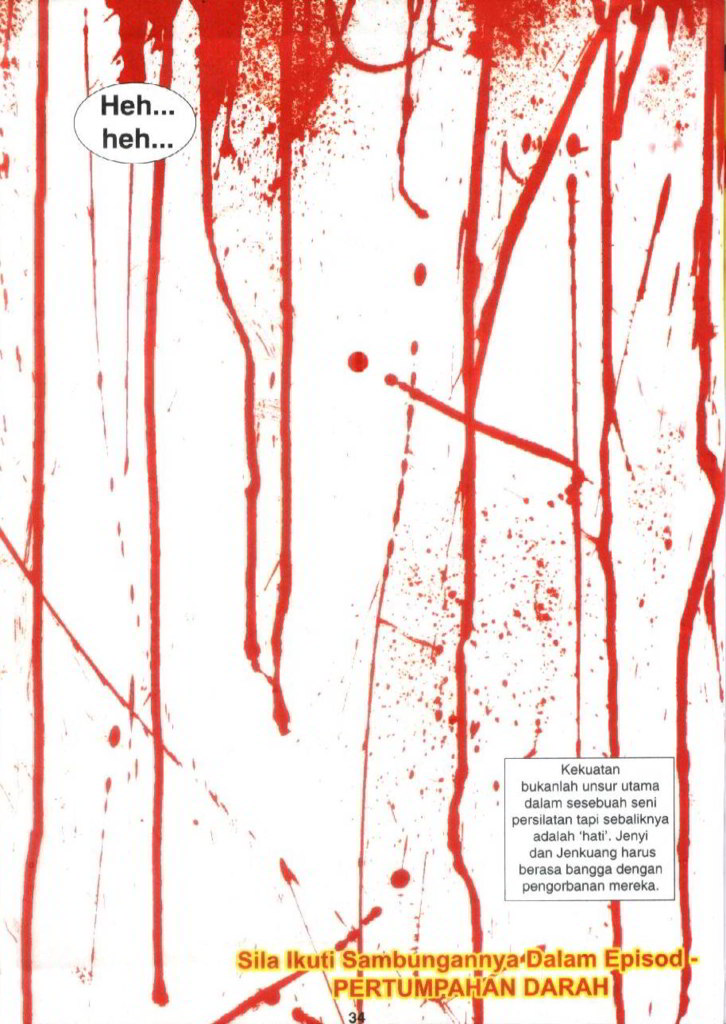 Heh...
heh...
Kekuatan
bukanlah unsur utama
dalam sesebuah seni
persilatan tapi sebaliknya
adalah ‘hati’. Jenyi
dan Jenkuang harus
berasa bangga dengan
pengorbanan mereka.
Sila Ikuti Sambungannya Dalam Episod -
PERTUMPAHAN DARAH
34